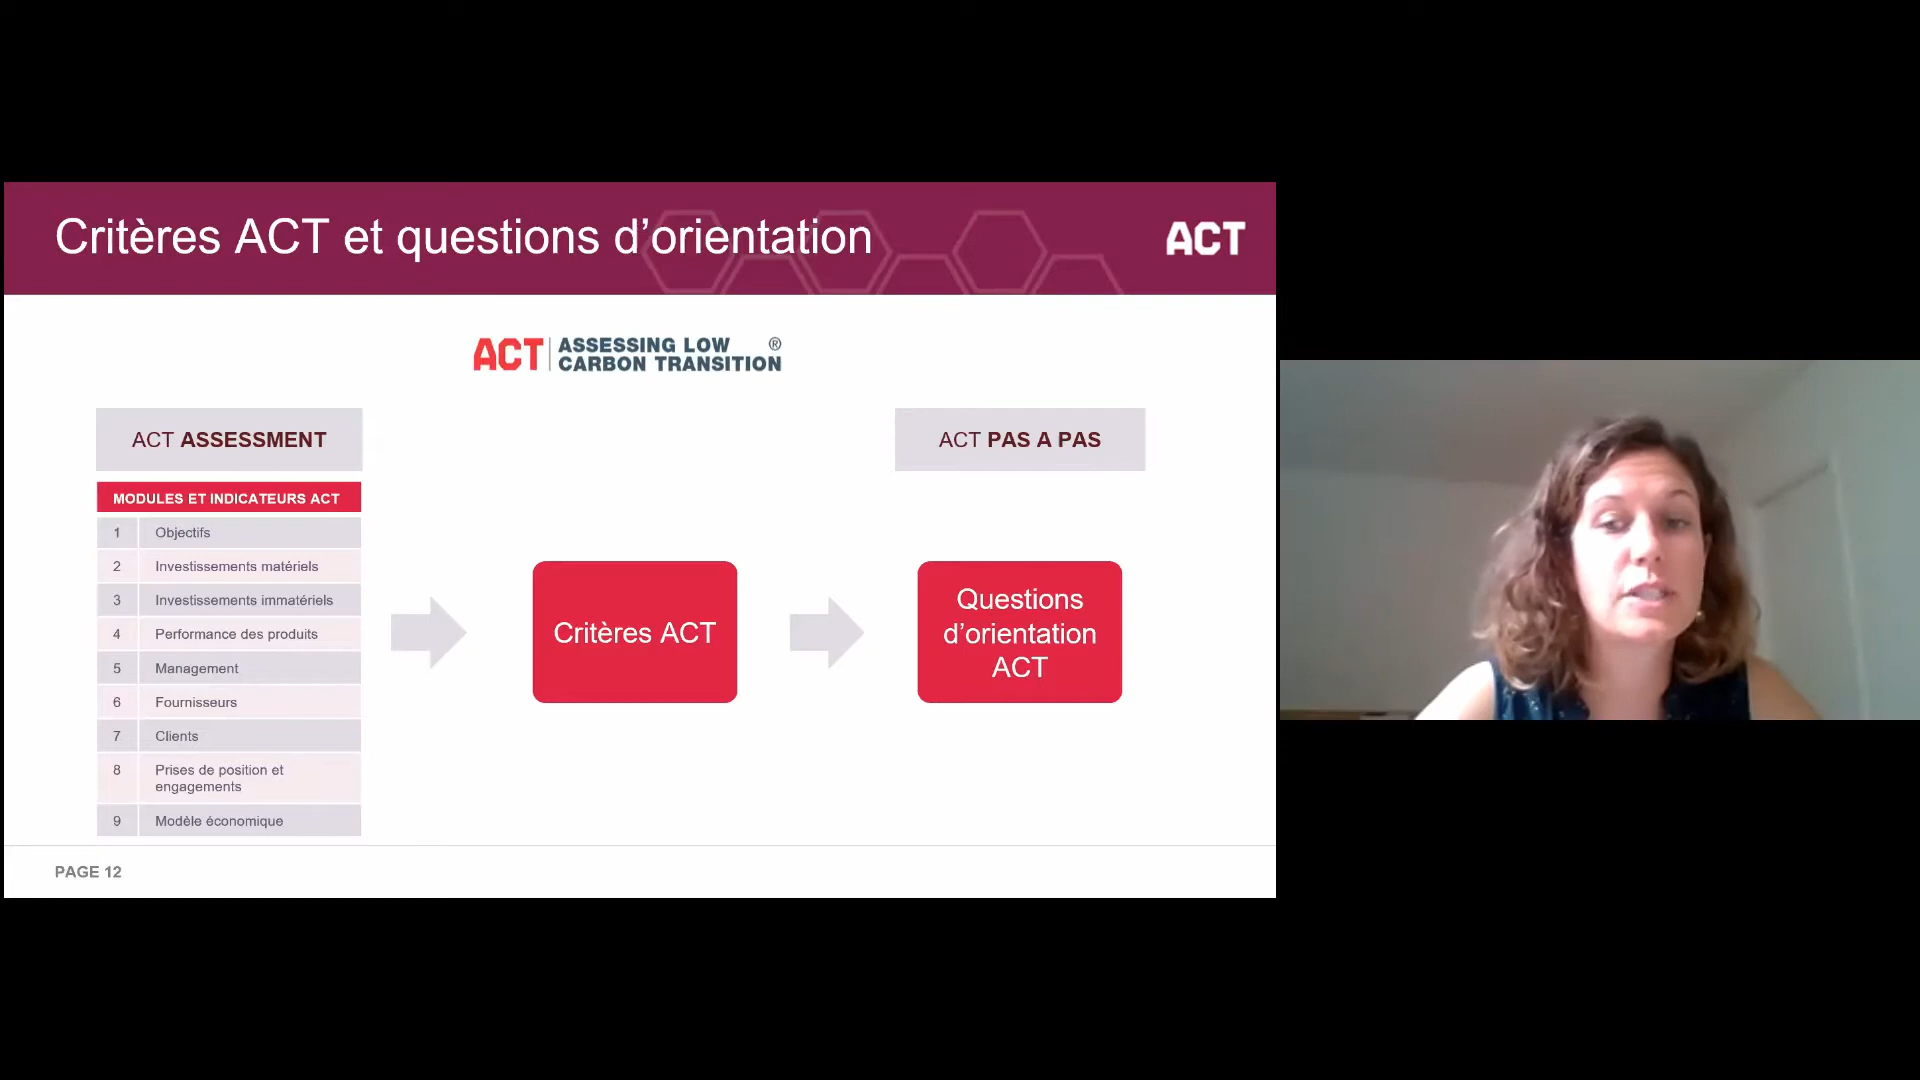 Critères ACT et questions d’orientation
ACT
ACT ASSESSING LOW ®
CARBON TRANSITION
ACT ASSESSMENT
MODULES ET INDICATEURS ACT
1 Objectifs
2 Investissements matériels
3 Investissements immatériels
4 Performance des produits
5 Management
6 Fournisseurs
7 Clients
8 Prises de position et
engagements
9 Modèle économique
Critères ACT
ACT PAS A PAS
Questions
d’orientation
ACT
PAGE 12